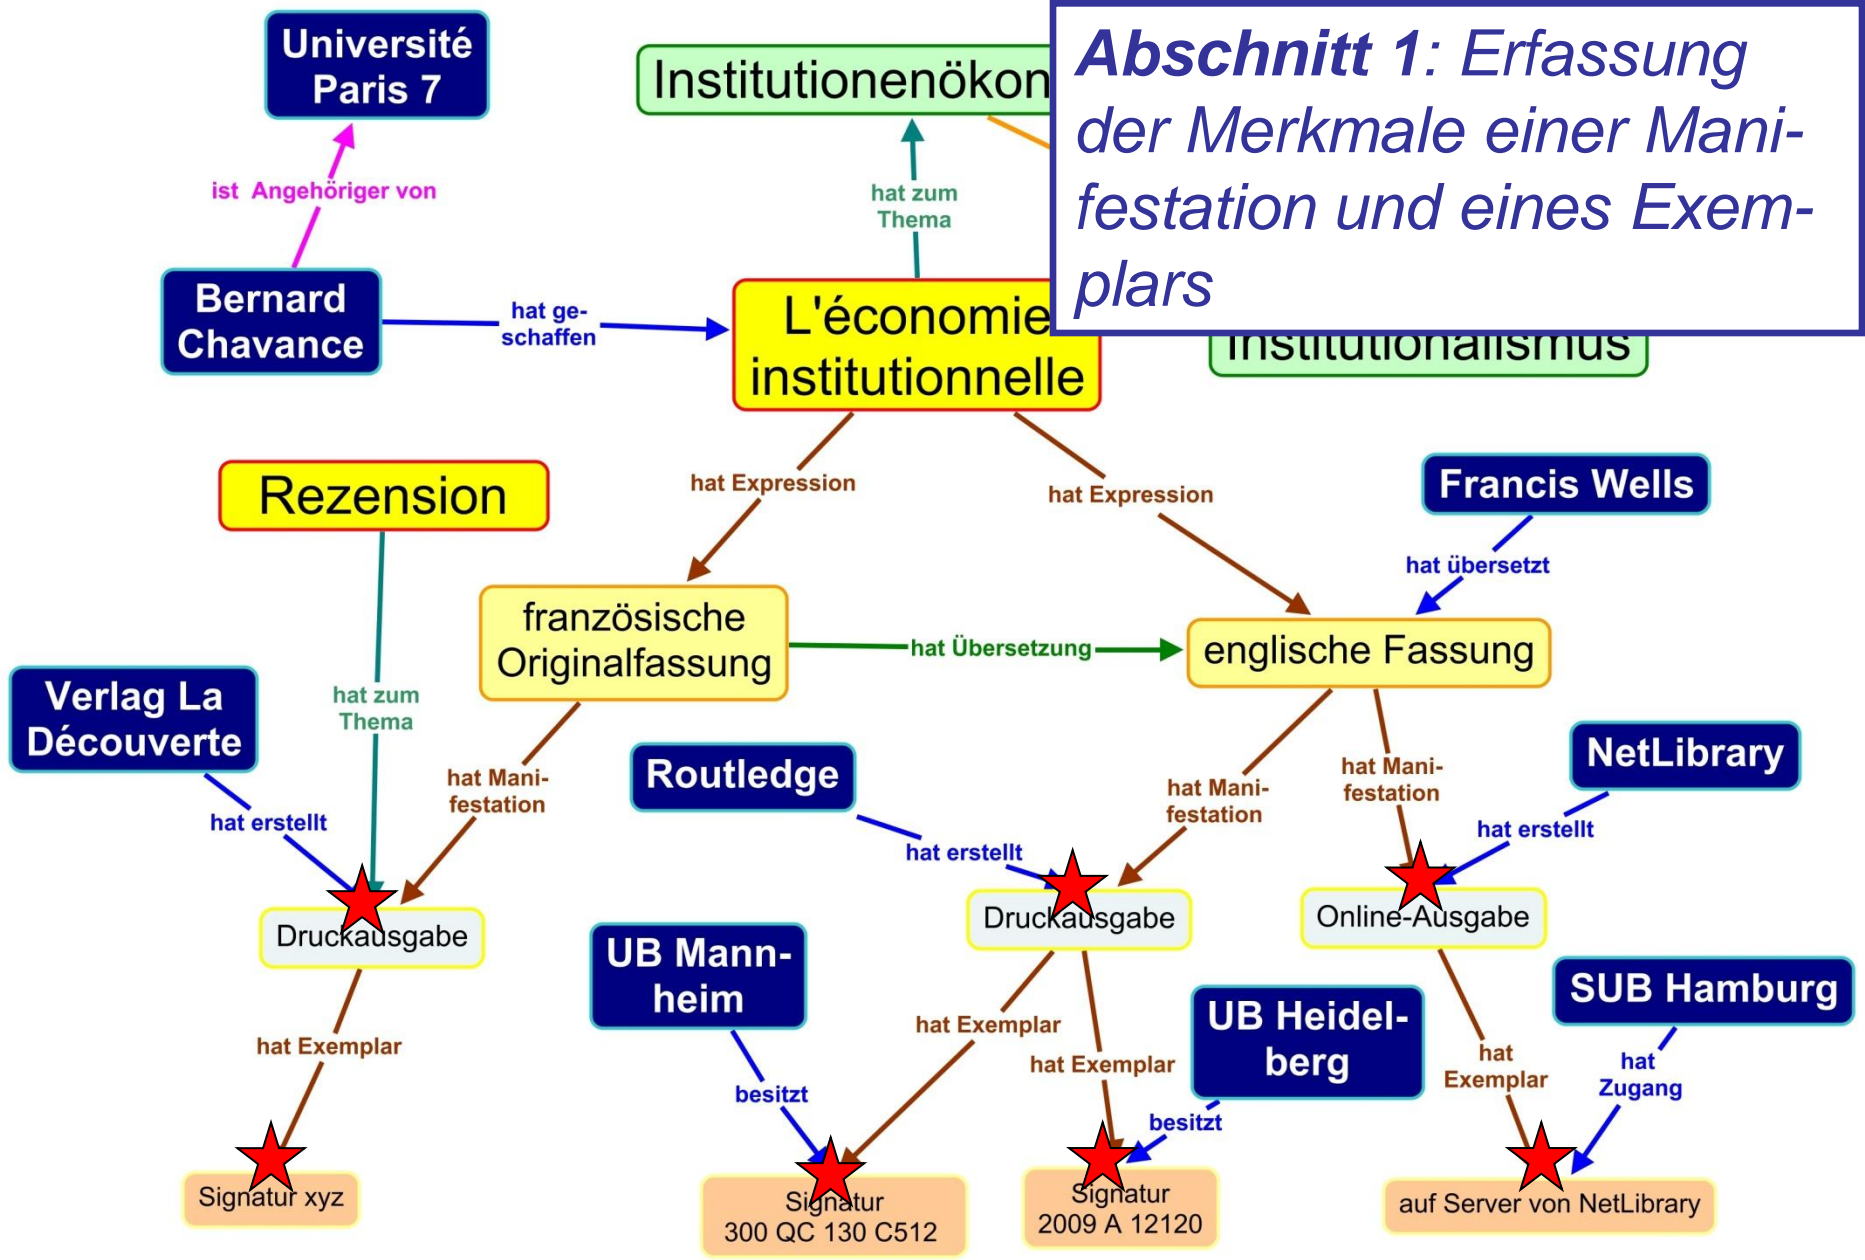 Université
Paris 7
Institutionenökon
Abschnitt 1: Erfassung
der Merkmale einer Mani-
festation und eines Exem-
plars
ist Angehöriger von
hat zum
Thema
Bernard
Chavance
hat ge-
schaffen
L'économie
institutionnelle
Institutionalismus
Rezension
hat Expression
hat Expression
Francis Wells
hat übersetzt
französische
Originalfassung
hat Übersetzung
englische Fassung
Verlag La
Découverte
hat zum
Thema
hat Mani-
festation
Routledge
hat Mani-
festation
hat Mani-
festation
NetLibrary
hat erstellt
hat erstellt
hat erstellt
Druckausgabe
Druckausgabe
Online-Ausgabe
UB Mann-
heim
UB Heidel-
berg
SUB Hamburg
hat Exemplar
hat Exemplar
hat Exemplar
hat
Exemplar
hat
Zugang
besitzt
besitzt
Signatur xyz
Signatur
300 QC 130 C512
Signatur
2009 A 12120
auf Server von NetLibrary